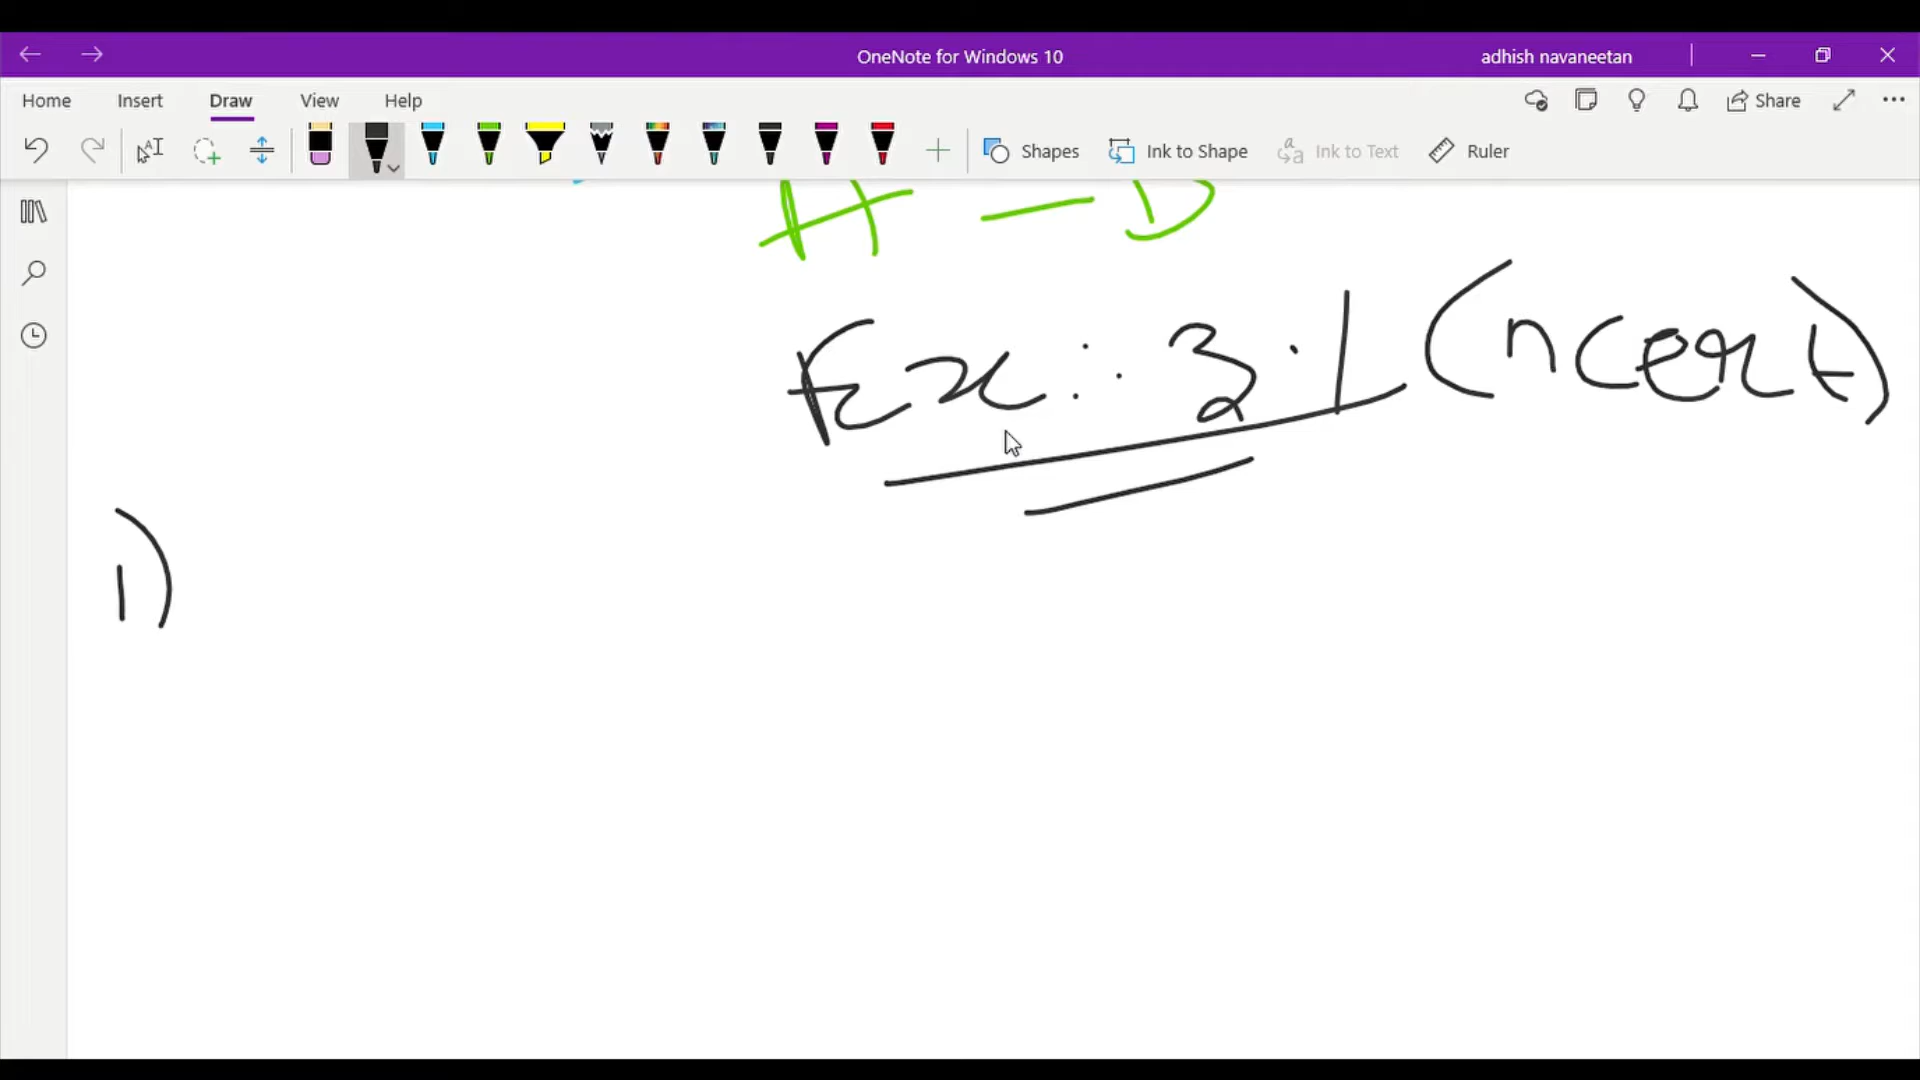 OneNote for Windows 10
adhish navaneetan
Home Insert Draw View Help
Share
Shapes Ink to Shape Ink to Text Ruler
A — D
Ex : . 3.1 (ncert)
1)